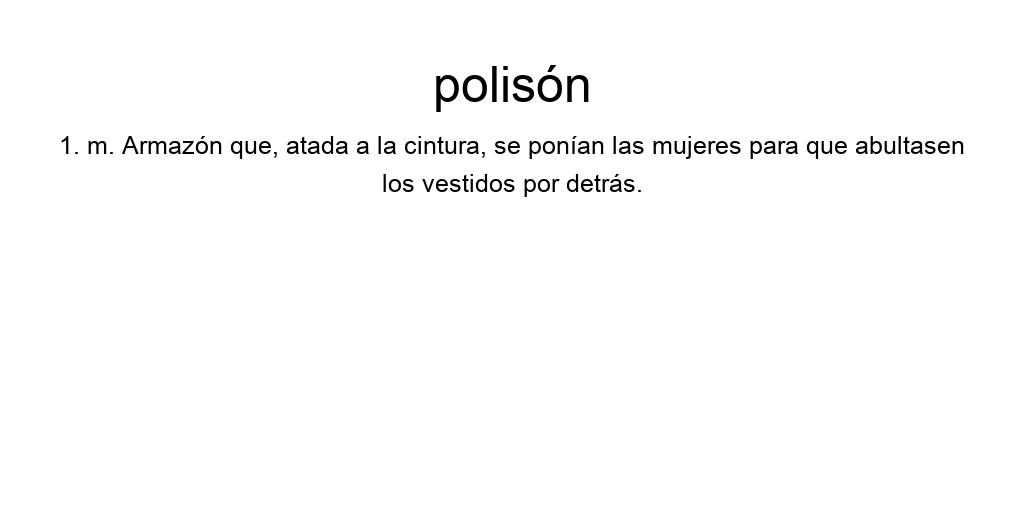 polisón
1. m. Armazón que, atada a la cintura, se ponían las mujeres para que abultasen
los vestidos por detrás.